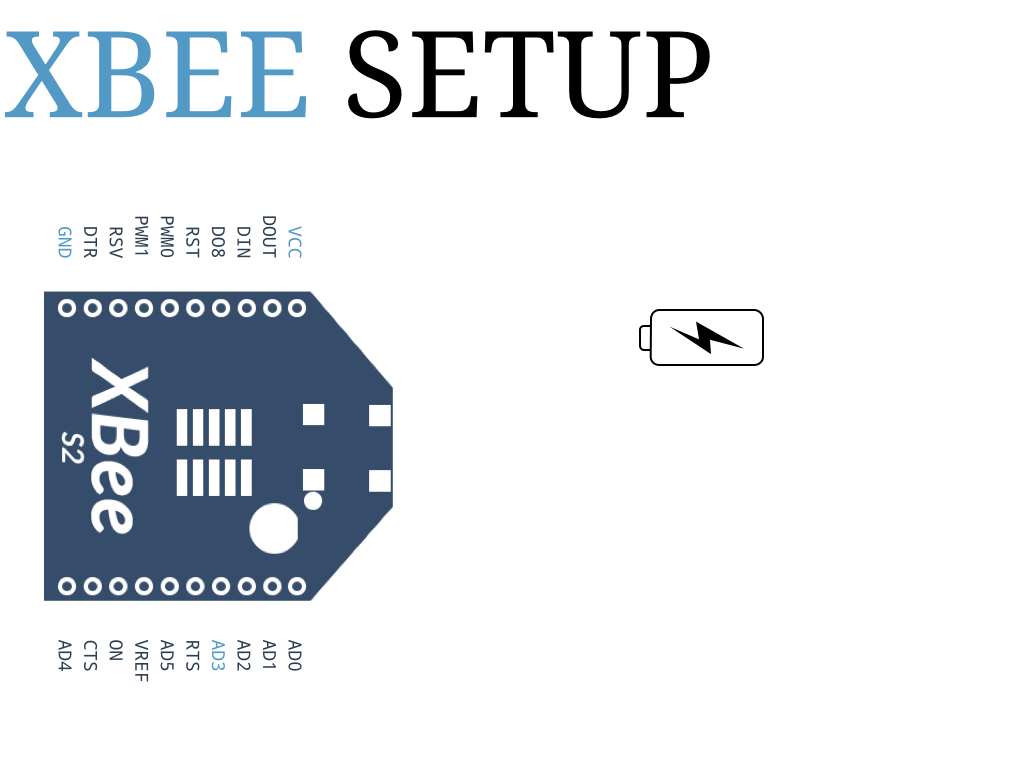 XBEE SETUP
GND DTR RSV PWM1 PWM0 RST DO8 DIN DOUT VCC
XBee
S2
AD4 CTS ON VREF AD5 RTS AD3 AD2 AD1 AD0